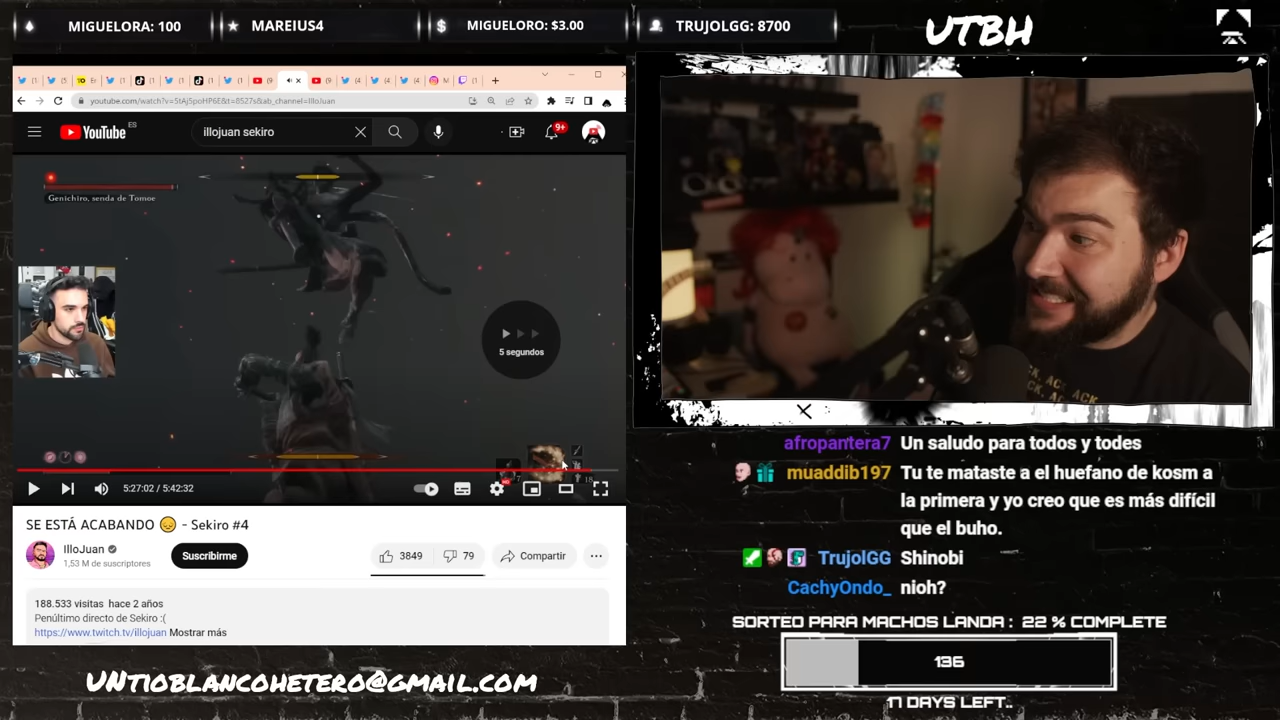 MIGUELORA: 100
MAREIUS4
$ MIGUELORO: $3.00
TRUJOLGG: 8700
UTBH
youtube.com/watch?v=5tAjSpoHP6E&t=8527s&ab_channel=IlloJuan
YouTube ES
illojuan sekiro
9+
Genichiro, senda de Tomoe
5 segundos
5:27:02 / 5:42:32
SE ESTÁ ACABANDO 😞 - Sekiro #4
IlloJuan
1,53 M de suscriptores
Suscribirme
3849
79
Compartir
188.533 visitas hace 2 años
Penúltimo directo de Sekiro :(
https://www.twitch.tv/illojuan Mostrar más
UNTIOBLANCOHETERO@GMAIL.COM
ACK, ACK
afropantera7 Un saludo para todos y todes
muaddib197 Tu te mataste a el huefano de kosm a
la primera y yo creo que es más difícil
que el buho.
TrujolGG Shinobi
CachyOndo_ nioh?
SORTEO PARA MACHOS LANDA : 22 % COMPLETE
136
17 DAYS LEFT..